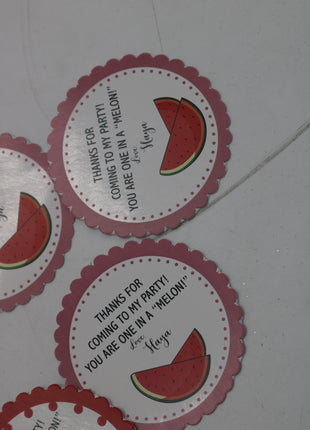 THANKS FOR
COMING TO MY PARTY!
YOU ARE ONE IN A "MELON!"
Love
Haya
THANKS FOR
COMING TO MY PARTY!
YOU ARE ONE IN A "MELON!"
Love
Haya